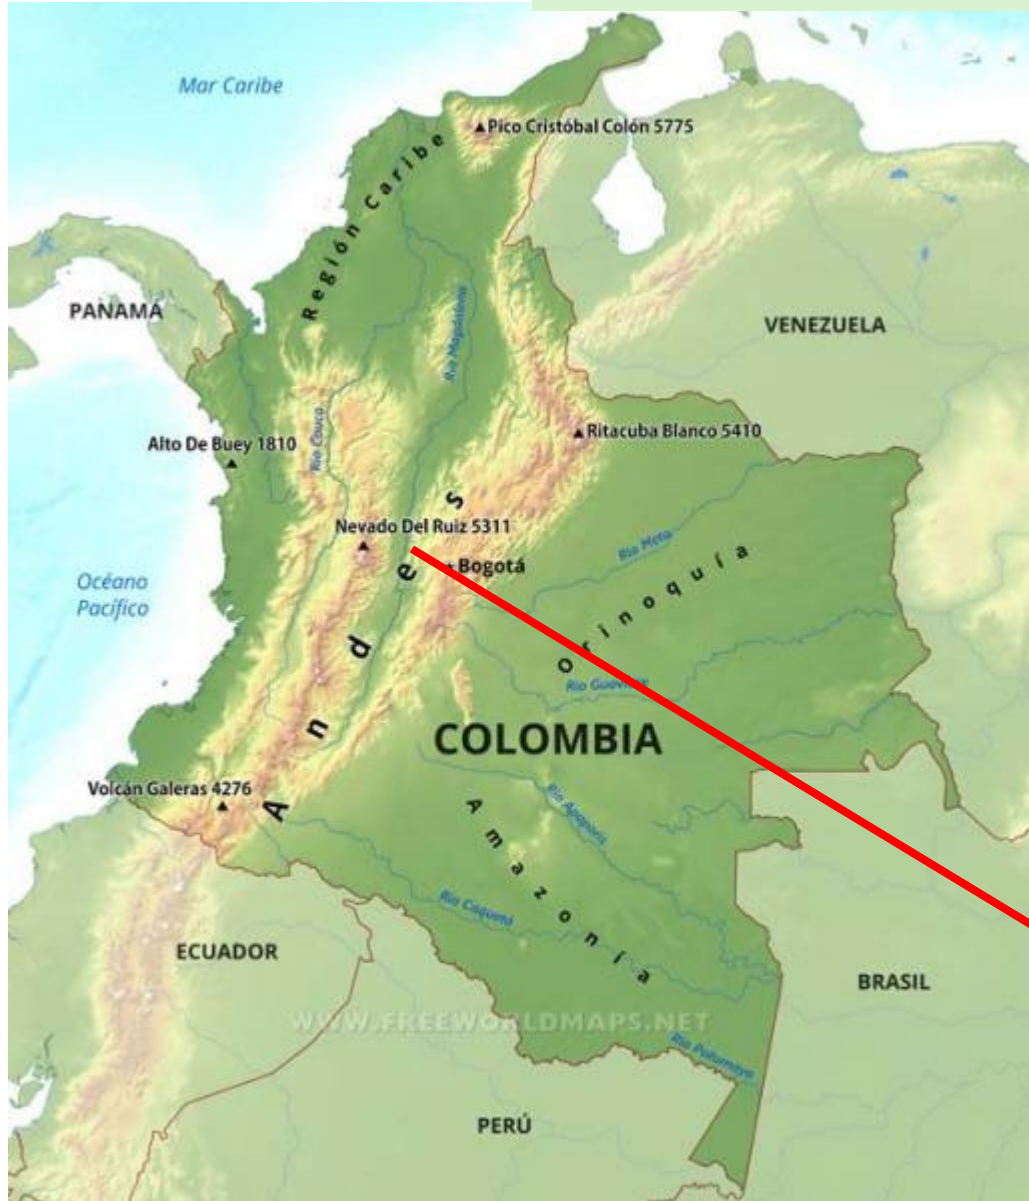 Mar Caribe
Pico Cristóbal Colón 5775
Región Caribe
PANAMÁ
Río Magdalena
VENEZUELA
Río Cauca
Alto De Buey 1810
Ritacuba Blanco 5410
Nevado Del Ruiz 5311
Bogotá
Río Meta
Océano
Pacífico
Orinoquía
Andes
Río Guaviare
COLOMBIA
Volcán Galeras 4276
Río Apaporis
Amazonía
Río Caquetá
ECUADOR
BRASIL
WWW.FREEWORLDMAPS.NET
Río Putumayo
PERÚ